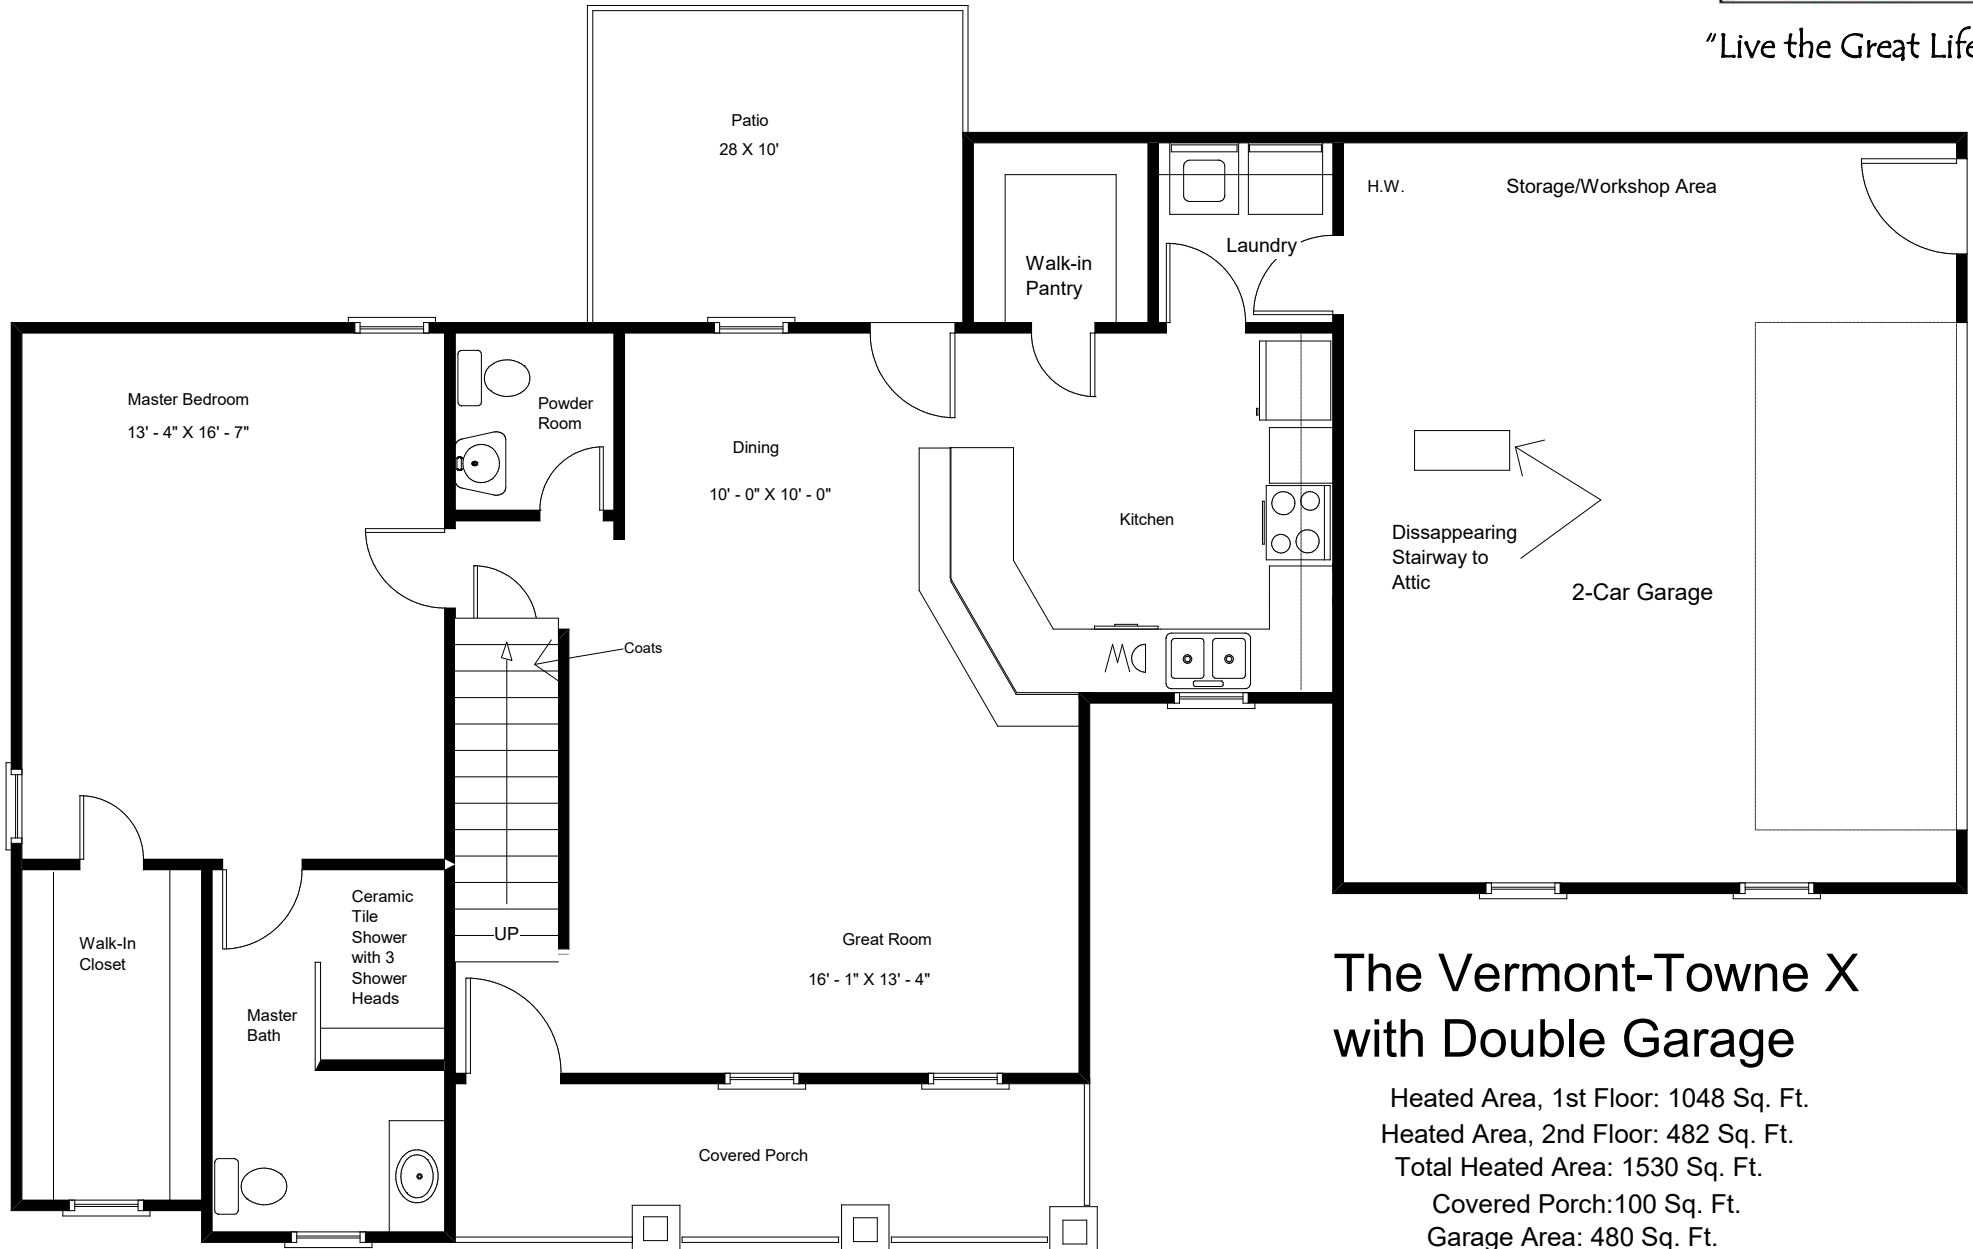 "Live the Great Life
Patio
28 X 10'
H.W.
Storage/Workshop Area
Laundry
Walk-in
Pantry
Master Bedroom
13' - 4" X 16' - 7"
Powder
Room
Dining
10' - 0" X 10' - 0"
Kitchen
Dissappearing
Stairway to
Attic
2-Car Garage
Coats
DW
UP
Ceramic
Tile
Shower
with 3
Shower
Heads
Walk-In
Closet
Master
Bath
Great Room
16' - 1" X 13' - 4"
Covered Porch
The Vermont-Towne X
with Double Garage
Heated Area, 1st Floor: 1048 Sq. Ft.
Heated Area, 2nd Floor: 482 Sq. Ft.
Total Heated Area: 1530 Sq. Ft.
Covered Porch:100 Sq. Ft.
Garage Area: 480 Sq. Ft.